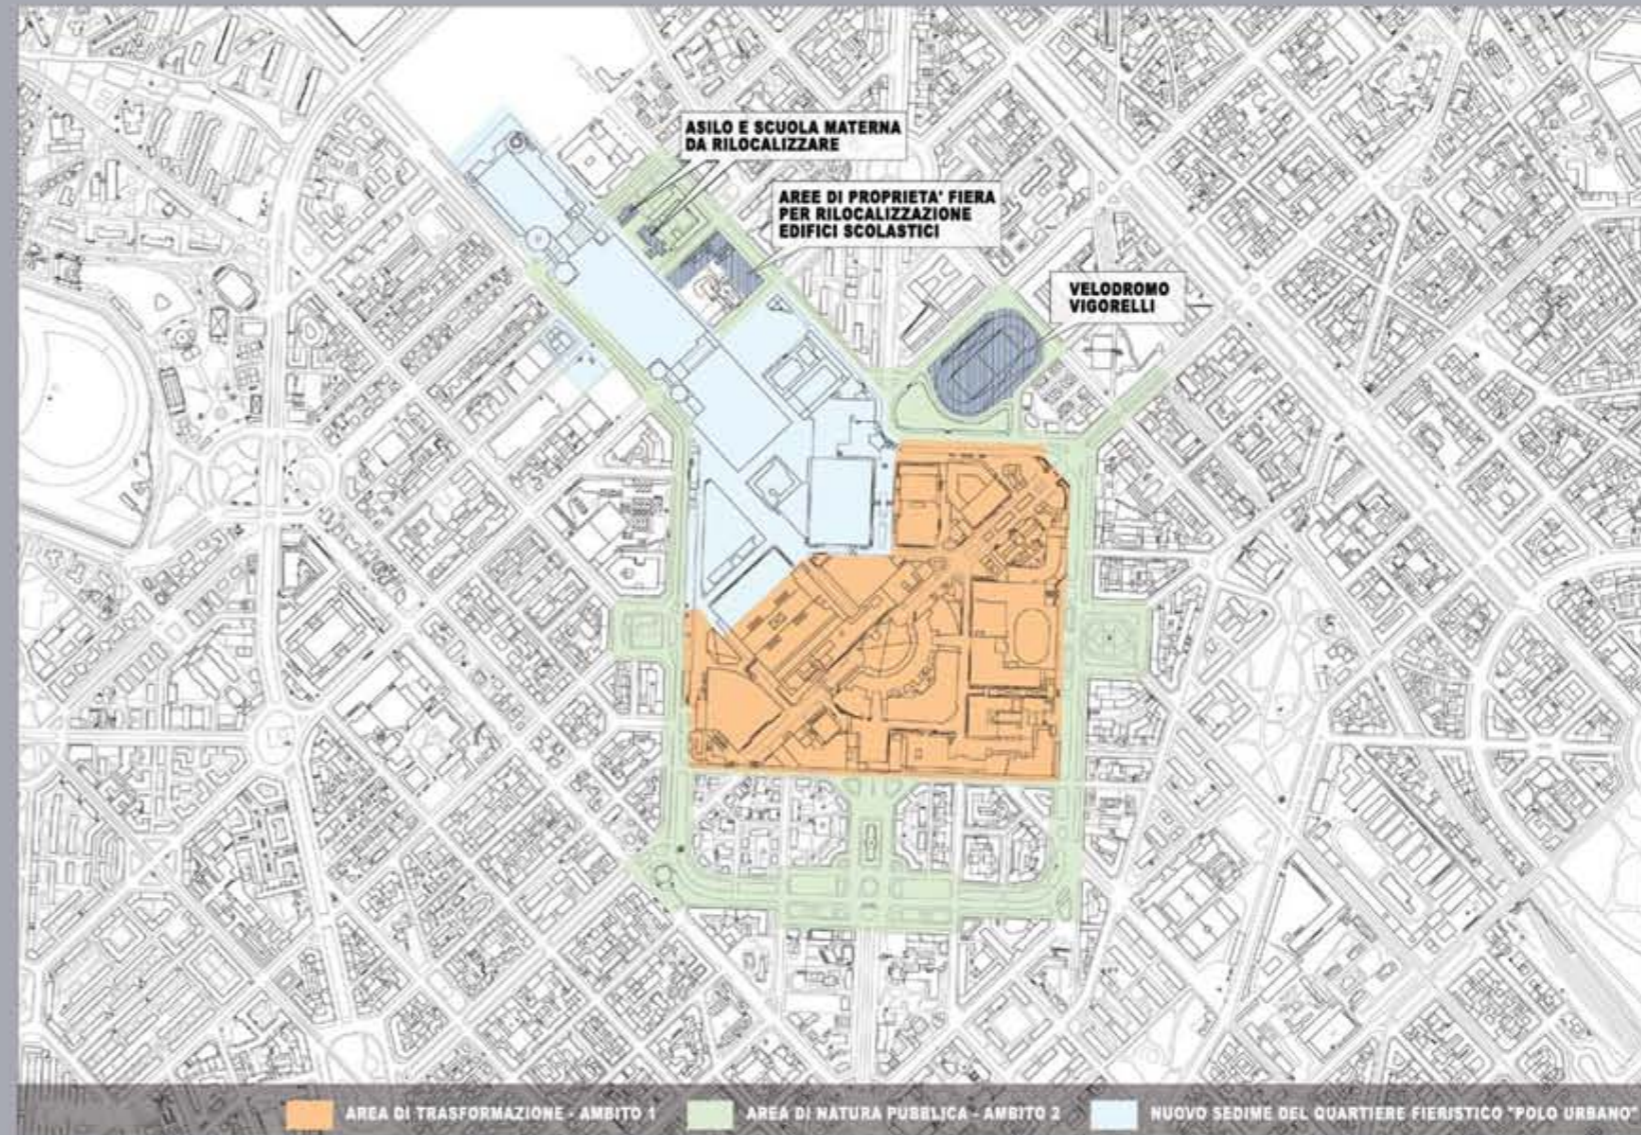 ASILO E SCUOLA MATERNA
DA RILOCALIZZARE
AREE DI PROPRIETA' FIERA
PER RILOCALIZZAZIONE
EDIFICI SCOLASTICI
VELODROMO
VIGORELLI
AREA DI TRASFORMAZIONE - AMBITO 1
AREA DI NATURA PUBBLICA - AMBITO 2
NUOVO SEDIME DEL QUARTIERE FIERISTICO "POLO URBANO"